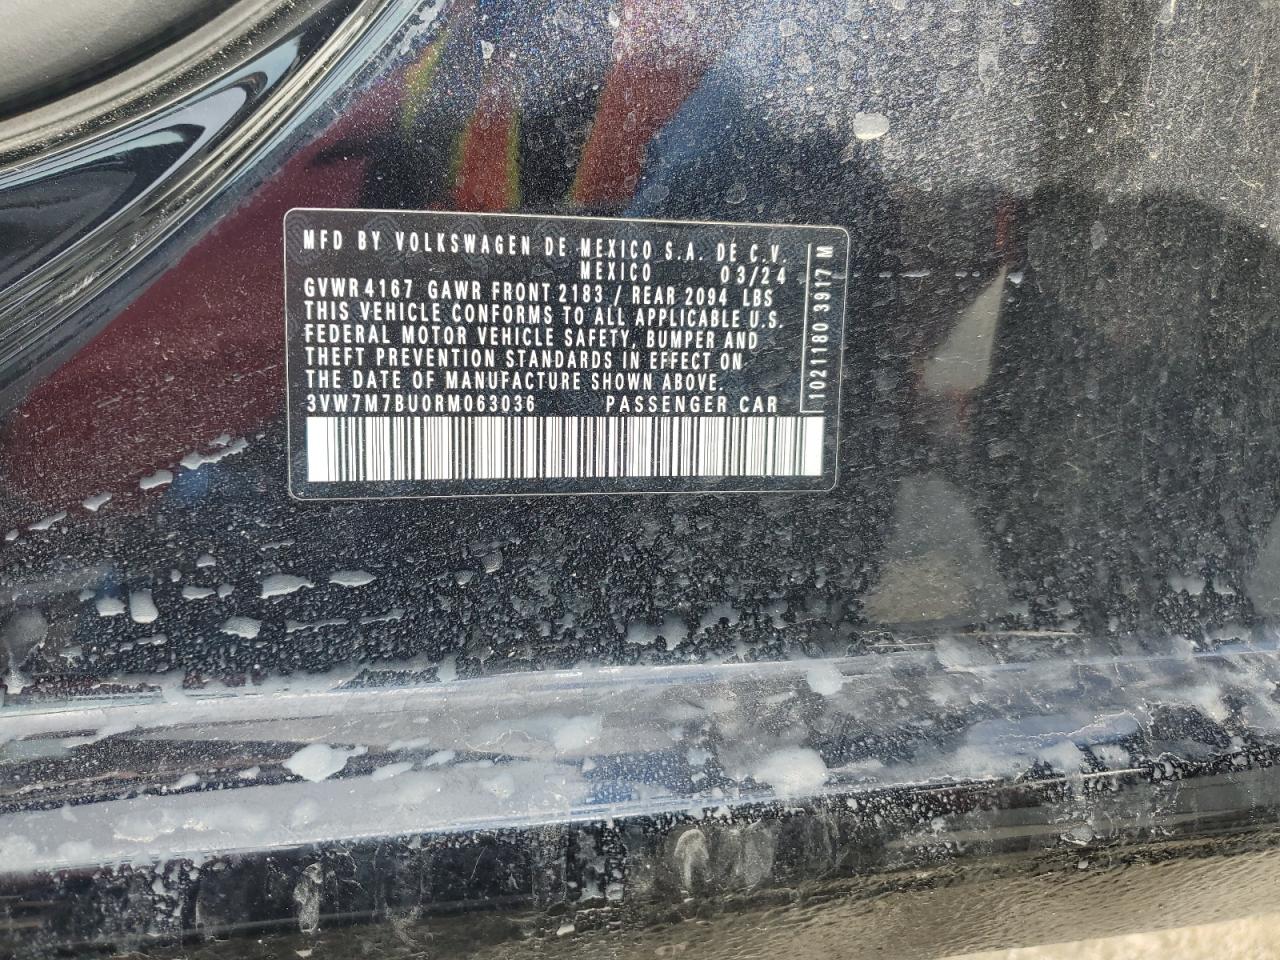 MFD BY VOLKSWAGEN DE MEXICO S.A. DE C.V.
MEXICO 03/24
GVWR 4167 GAWR FRONT 2183 / REAR 2094 LBS
THIS VEHICLE CONFORMS TO ALL APPLICABLE U.S.
FEDERAL MOTOR VEHICLE SAFETY, BUMPER AND
THEFT PREVENTION STANDARDS IN EFFECT ON
THE DATE OF MANUFACTURE SHOWN ABOVE.
3VW7M7BU0RM063036 PASSENGER CAR
1021180 3917 M